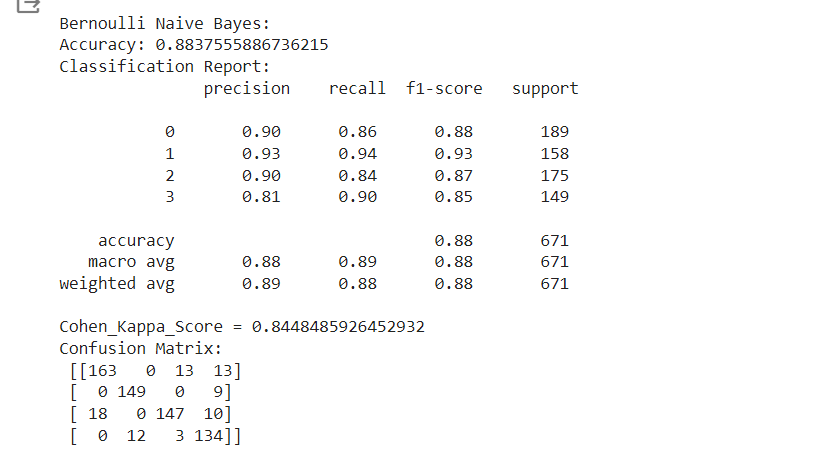 Bernoulli Naive Bayes:
Accuracy: 0.8837555886736215
Classification Report:
precision recall f1-score support
0 0.90 0.86 0.88 189
1 0.93 0.94 0.93 158
2 0.90 0.84 0.87 175
3 0.81 0.90 0.85 149
accuracy 0.88 671
macro avg 0.88 0.89 0.88 671
weighted avg 0.89 0.88 0.88 671
Cohen_Kappa_Score = 0.8448485926452932
Confusion Matrix:
[[163 0 13 13]
[ 0 149 0 9]
[ 18 0 147 10]
[ 0 12 3 134]]